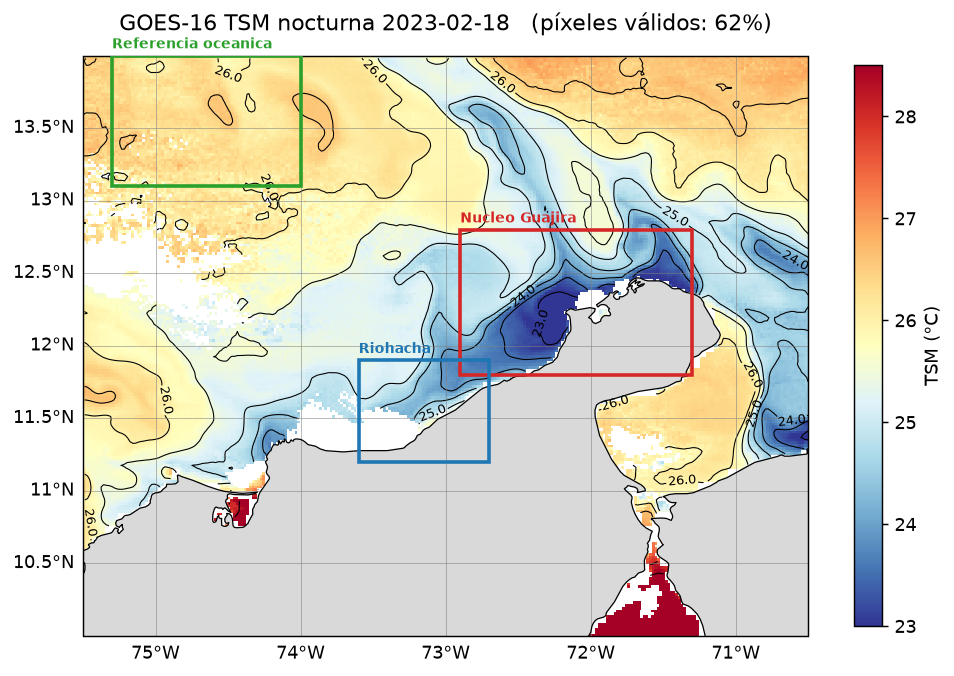 GOES-16 TSM nocturna 2023-02-18 (píxeles válidos: 62%)
Referencia oceanica
26.0
26.0
26.0
28
13.5°N
26.0
27
13°N
Nucleo Guajira
25.0
12.5°N
24.0
24.0
26
23.0
TSM (°C)
12°N
Riohacha
26.0
26.0
25
11.5°N
25.0
26.0
25.0
24.0
11°N
26.0
26.0
24
10.5°N
23
75°W
74°W
73°W
72°W
71°W